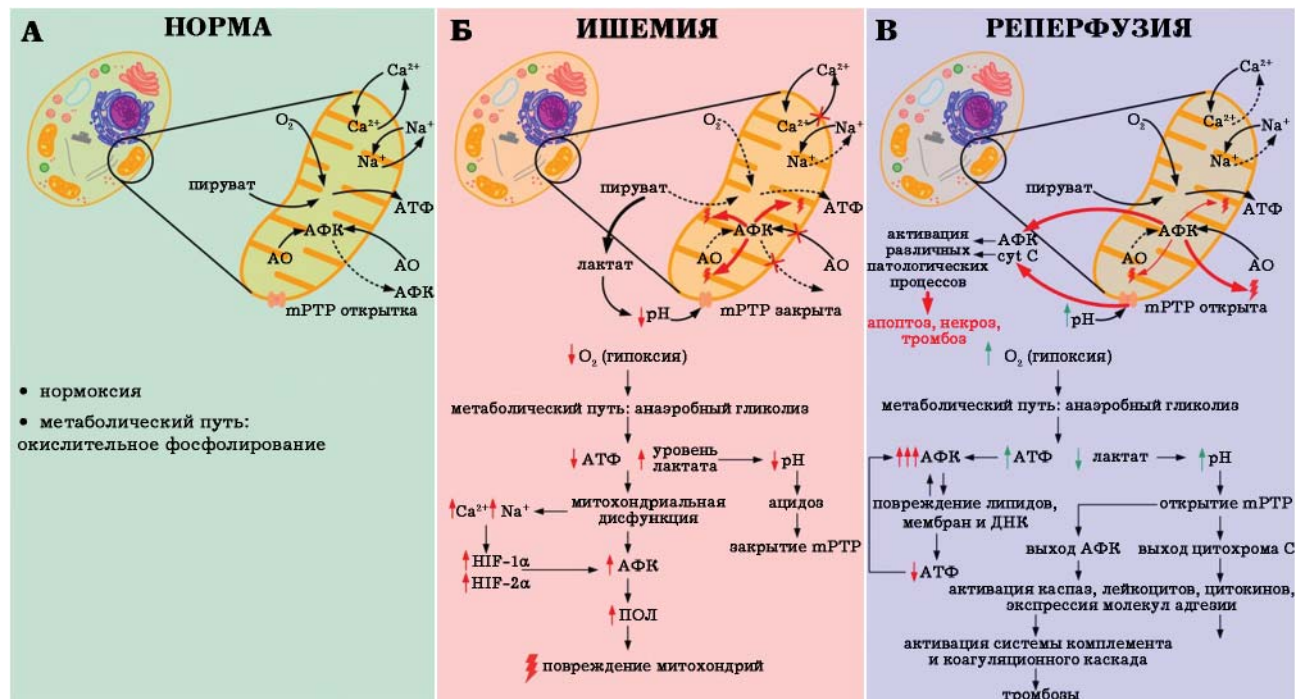 А
НОРМА
O₂
Ca²⁺
Ca²⁺
Na⁺
Na⁺
пируват
АТФ
АФК
АО
АО
АФК
mPTP открытка
• нормоксия
• метаболический путь:
окислительное фосфолирование
Б
ИШЕМИЯ
Ca²⁺
O₂
Ca²⁺
Na⁺
Na⁺
пируват
АТФ
АФК
АО
АО
лактат
↓pH
mPTP закрыта
↓ O₂ (гипоксия)
метаболический путь: анаэробный гликолиз
↓ АТФ
↑ уровень
лактата
↓ pH
митохондриальная
дисфункция
↑Ca²⁺↑ Na⁺
ацидоз
закрытие mPTP
↑HIF-1α
↑HIF-2α
↑ АФК
↑ ПОЛ
повреждение митохондрий
В
РЕПЕРФУЗИЯ
Ca²⁺
O₂
Ca²⁺
Na⁺
Na⁺
пируват
АТФ
АФК
АО
АО
АФК
cyt C
активация
различных
патологических
процессов
апоптоз, некроз,
тромбоз
↑pH
mPTP открыта
↑ O₂ (гипоксия)
метаболический путь: анаэробный гликолиз
↑↑↑АФК
↑ АТФ
↓ лактат
↑ pH
повреждение липидов,
мембран и ДНК
открытие mPTP
выход АФК
выход цитохрома С
↓АТФ
активация каспаз, лейкоцитов, цитокинов,
экспрессия молекул адгезии
активация системы комплемента
и коагуляционного каскада
тромбозы